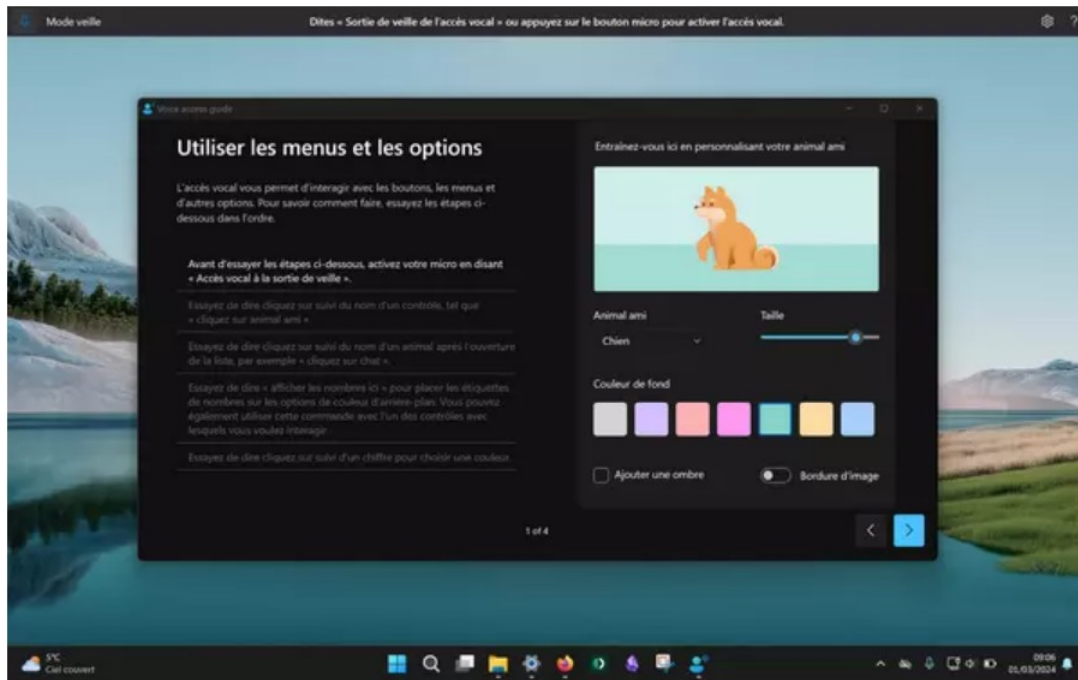 Mode veille
Dites « Sortie de veille de l'accès vocal » ou appuyez sur le bouton micro pour activer l'accès vocal.
?
Voice access guide
Utiliser les menus et les options
L'accès vocal vous permet d'interagir avec les boutons, les menus et
d'autres options. Pour savoir comment faire, essayez les étapes ci-
dessous dans l'ordre.
Avant d'essayer les étapes ci-dessous, activez votre micro en disant
« Accès vocal à la sortie de veille ».
Essayez de dire cliquez sur suivi du nom d'un contrôle, tel que
« cliquez sur animal ami »
Essayez de dire cliquez sur suivi du nom d'un animal après l'ouverture
de la liste, par exemple « cliquez sur chat ».
Essayez de dire « afficher les nombres ici » pour placer les étiquettes
de nombres sur les options de couleur d'arrière-plan. Vous pouvez
également utiliser cette commande avec l'un des contrôles avec
lesquels vous voulez interagir.
Essayez de dire cliquez sur suivi d'un chiffre pour choisir une couleur.
Entraînez-vous ici en personnalisant votre animal ami
Animal ami
Taille
Chien
Couleur de fond
Ajouter une ombre
Bordure d'image
1 of 4
5°C
Ciel couvert
09:06
01/03/2024